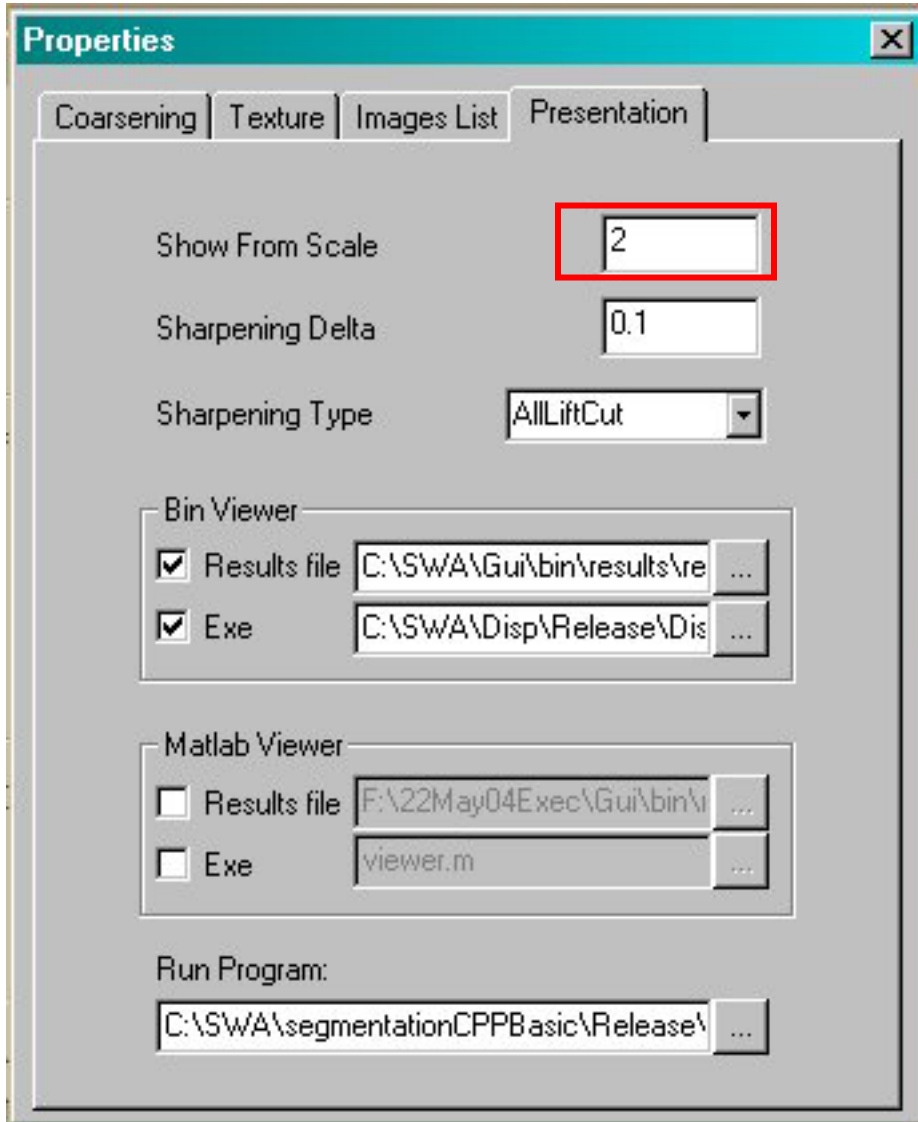 Properties
Coarsening Texture Images List Presentation
Show From Scale 2
Sharpening Delta 0.1
Sharpening Type AllLiftCut
Bin Viewer
Results file C:\SWA\Gui\bin\results\re ...
Exe C:\SWA\Disp\Release\Dis ...
Matlab Viewer
Results file F:\22May04Exec\Gui\bin\ ...
Exe viewer.m ...
Run Program:
C:\SWA\segmentationCPPBasic\Release\ ...